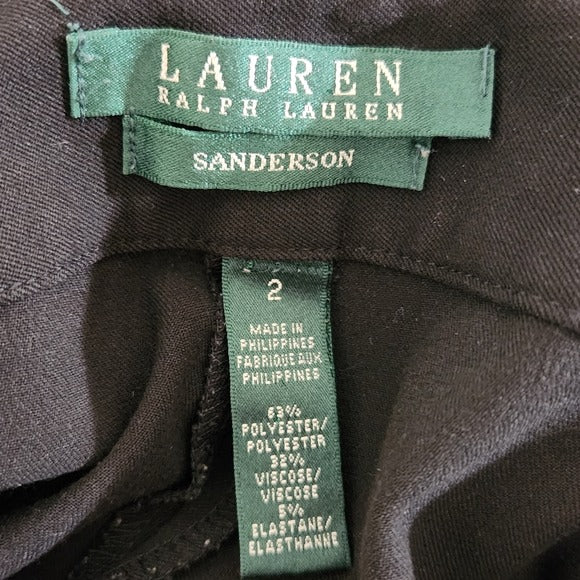 LAUREN
RALPH LAUREN
SANDERSON
2
MADE IN
PHILIPPINES
FABRIQUE AUX
PHILIPPINES
63%
POLYESTER/
POLYESTER
32%
VISCOSE/
VISCOSE
5%
ELASTANE/
ELASTHANNE